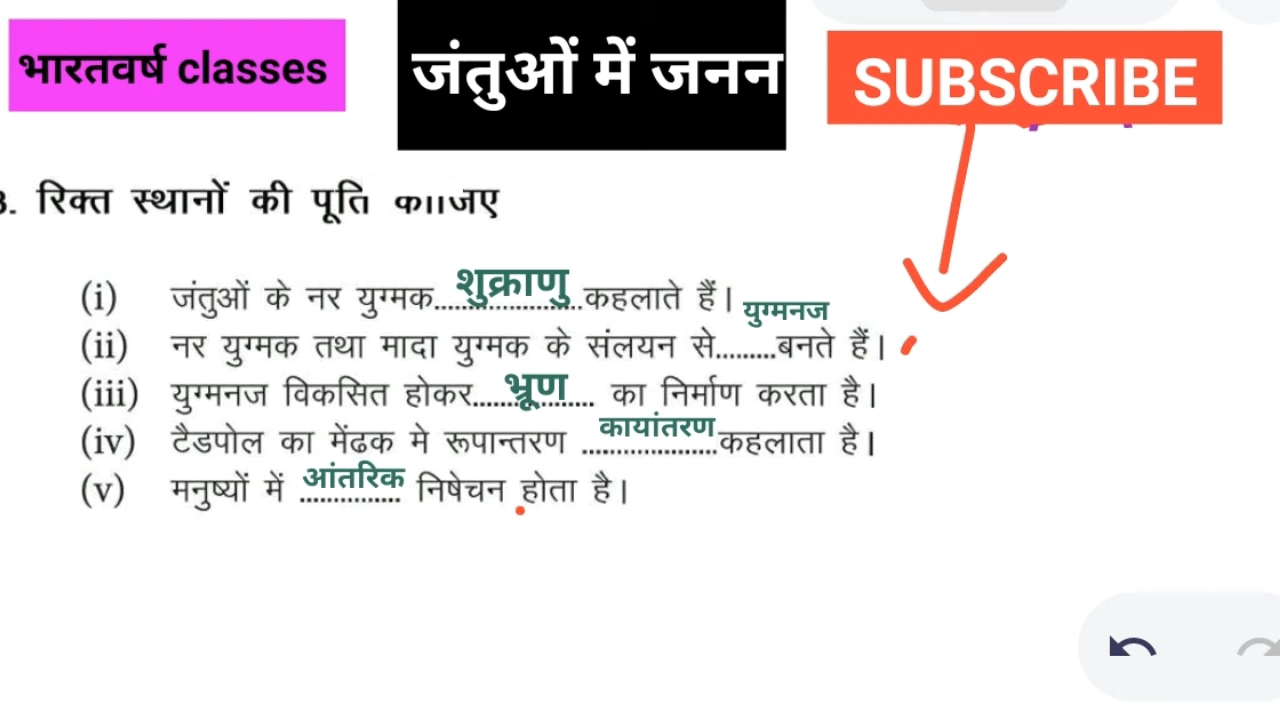 भारतवर्ष classes
जंतुओं में जनन
SUBSCRIBE
3. रिक्त स्थानों की पूर्ति कीजिए
(i) जंतुओं के नर युग्मक......शुक्राणु......कहलाते हैं।
(ii) नर युग्मक तथा मादा युग्मक के संलयन से...युग्मनज...बनते हैं।
(iii) युग्मनज विकसित होकर......भ्रूण...... का निर्माण करता है।
(iv) टैडपोल का मेंढक मे रूपान्तरण ......कायांतरण......कहलाता है।
(v) मनुष्यों में ......आंतरिक...... निषेचन होता है।